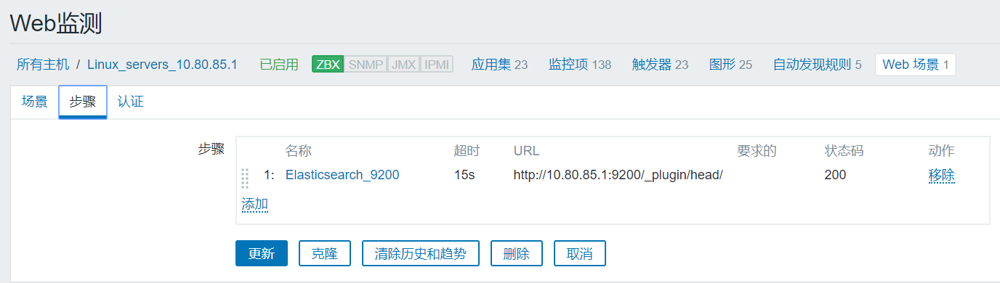 Web监测
所有主机 / Linux_servers_10.80.85.1 已启用 ZBX SNMP JMX IPMI 应用集 23 监控项 138 触发器 23 图形 25 自动发现规则 5 Web 场景 1
场景 步骤 认证
步骤 名称 超时 URL 要求的 状态码 动作
1: Elasticsearch_9200 15s http://10.80.85.1:9200/_plugin/head/ 200 移除
添加
更新 克隆 清除历史和趋势 删除 取消